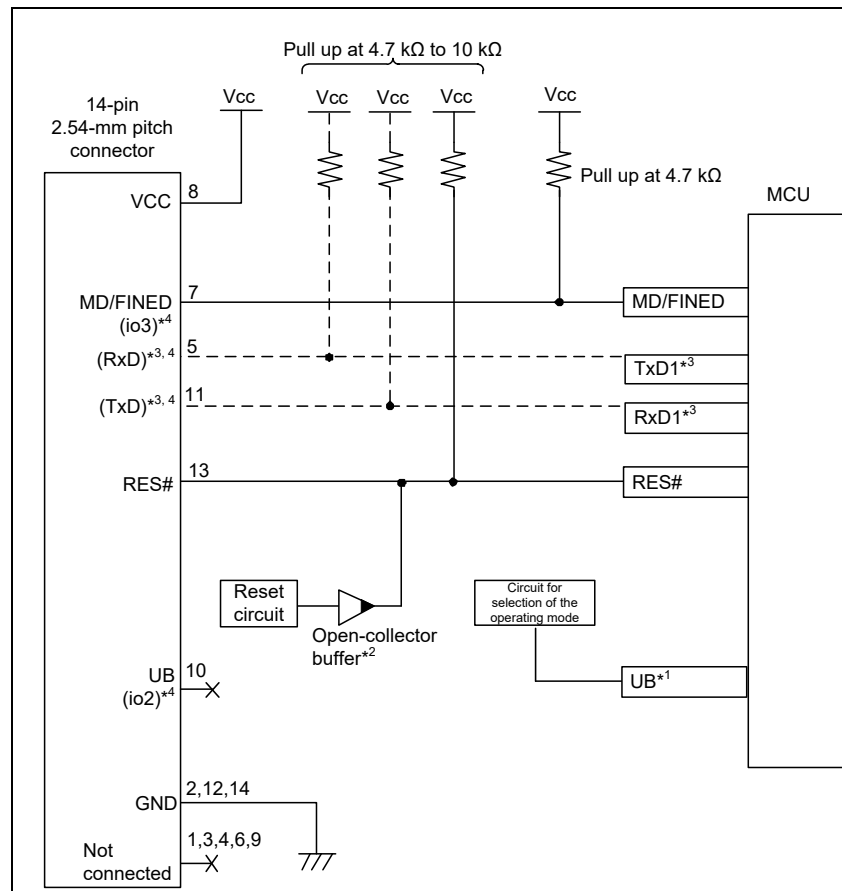 Pull up at 4.7 kΩ to 10 kΩ
14-pin
2.54-mm pitch
connector
Vcc
Vcc
Vcc
Vcc
Vcc
Pull up at 4.7 kΩ
MCU
VCC
8
MD/FINED
(io3)*4
7
MD/FINED
(RxD)*3, 4
5
TxD1*3
(TxD)*3, 4
11
RxD1*3
RES#
13
RES#
Reset
circuit
Open-collector
buffer*2
Circuit for
selection of the
operating mode
UB
(io2)*4
10
UB*1
GND
2,12,14
Not
connected
1,3,4,6,9